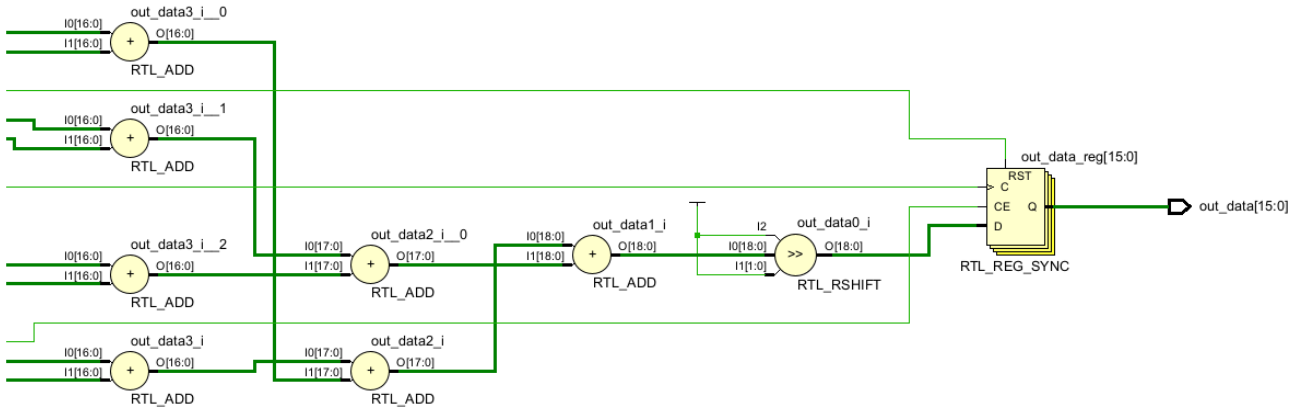 out_data3_i__0
I0[16:0]
I1[16:0]
+
O[16:0]
RTL_ADD
out_data3_i__1
I0[16:0]
I1[16:0]
+
O[16:0]
RTL_ADD
out_data3_i__2
I0[16:0]
I1[16:0]
+
O[16:0]
RTL_ADD
out_data3_i
I0[16:0]
I1[16:0]
+
O[16:0]
RTL_ADD
out_data2_i__0
I0[17:0]
I1[17:0]
+
O[17:0]
RTL_ADD
out_data2_i
I0[17:0]
I1[17:0]
+
O[17:0]
RTL_ADD
out_data1_i
I0[18:0]
I1[18:0]
+
O[18:0]
RTL_ADD
out_data0_i
I2
I0[18:0]
I1[1:0]
>>
O[18:0]
RTL_RSHIFT
out_data_reg[15:0]
RST
C
CE
Q
D
RTL_REG_SYNC
out_data[15:0]